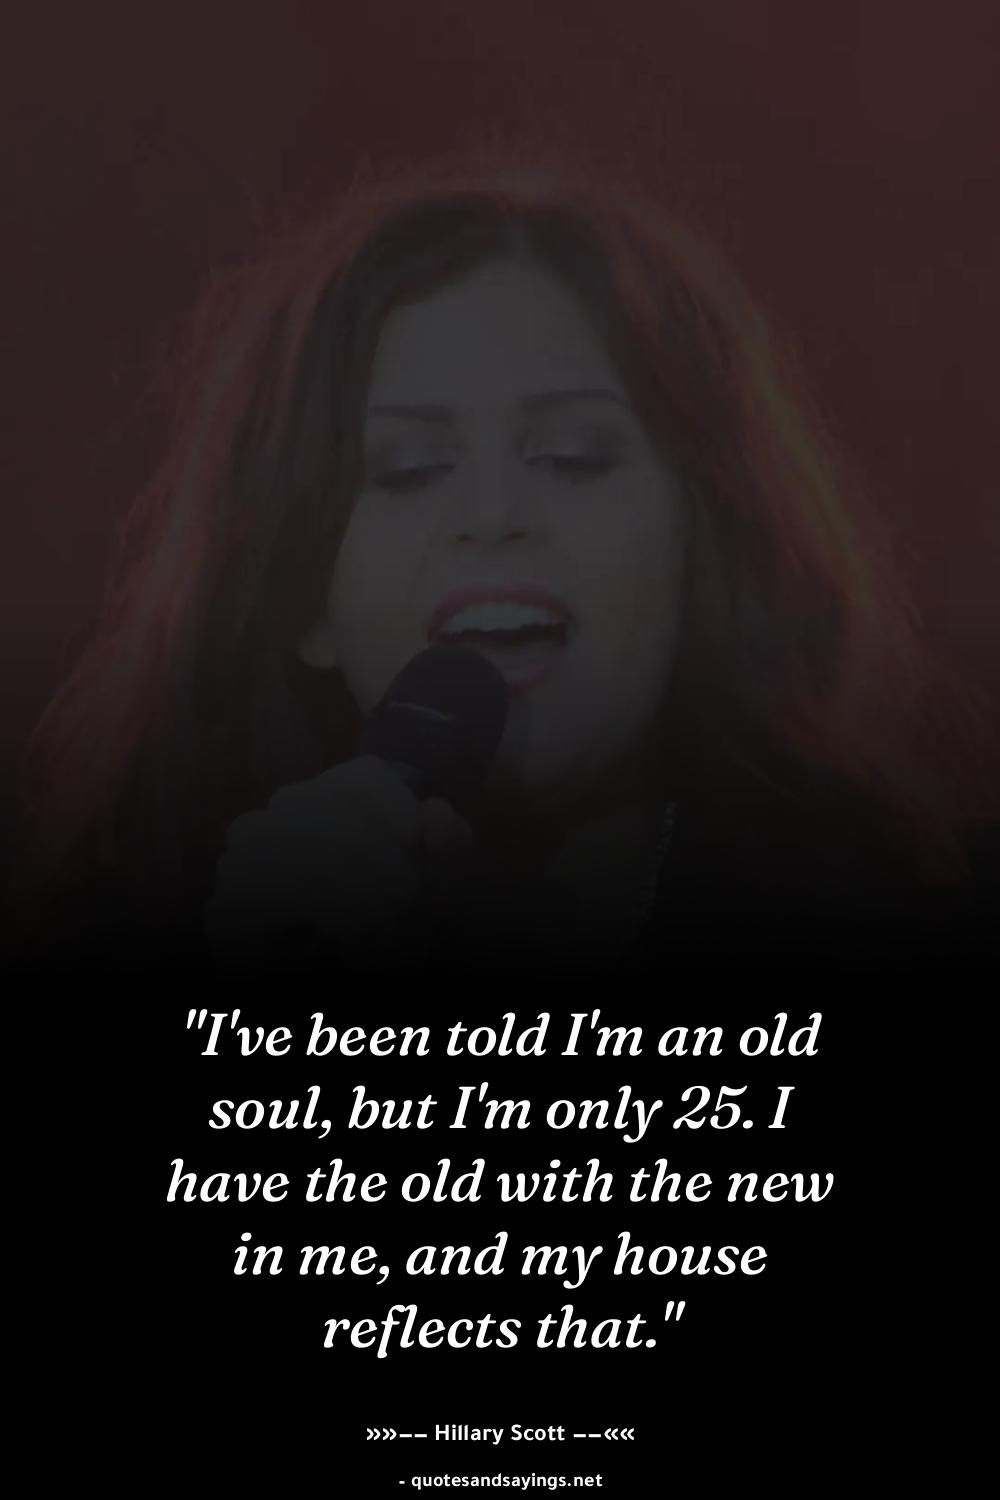 "I've been told I'm an old
soul, but I'm only 25. I
have the old with the new
in me, and my house
reflects that."
»»–– Hillary Scott ––««
- quotesandsayings.net